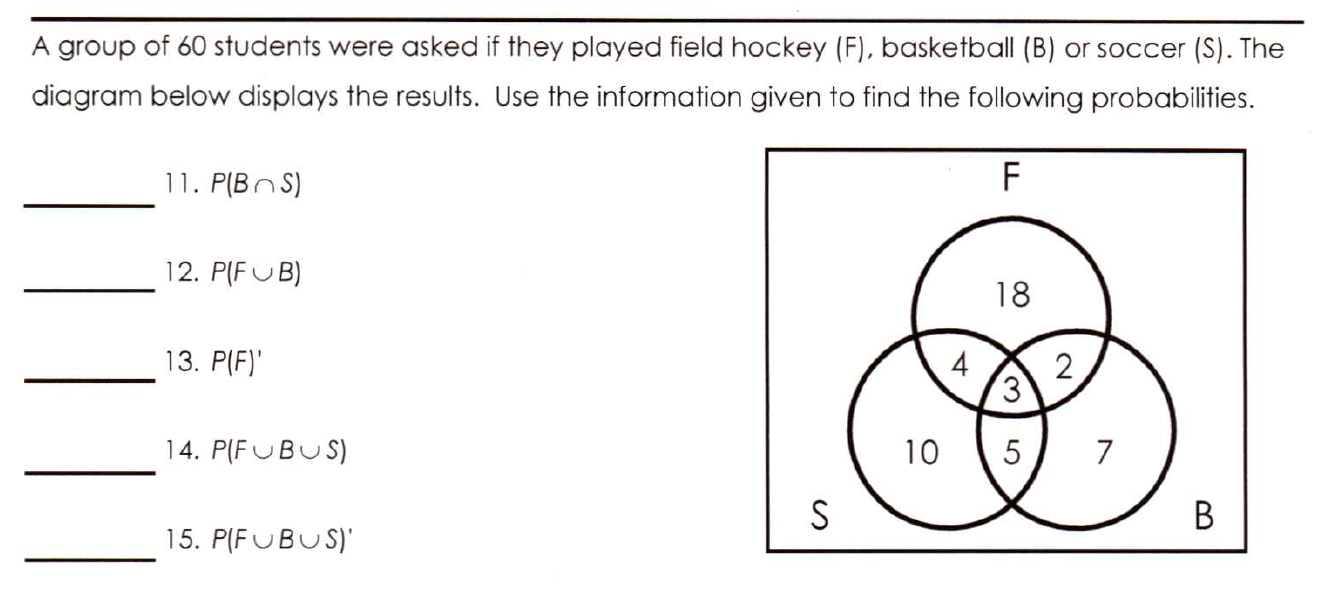 A group of 60 students were asked if they played field hockey (F), basketball (B) or soccer (S). The
diagram below displays the results. Use the information given to find the following probabilities.
11. P(B∩S)
12. P(F∪B)
13. P(F)'
14. P(F∪B∪S)
15. P(F∪B∪S)'
F
18
4
2
3
10
5
7
S
B